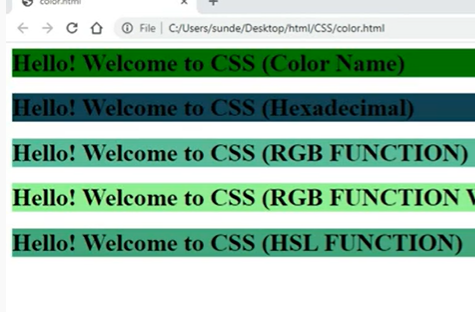 color.html
File | C:/Users/sunde/Desktop/html/CSS/color.html
Hello! Welcome to CSS (Color Name)
Hello! Welcome to CSS (Hexadecimal)
Hello! Welcome to CSS (RGB FUNCTION)
Hello! Welcome to CSS (RGB FUNCTION
Hello! Welcome to CSS (HSL FUNCTION)